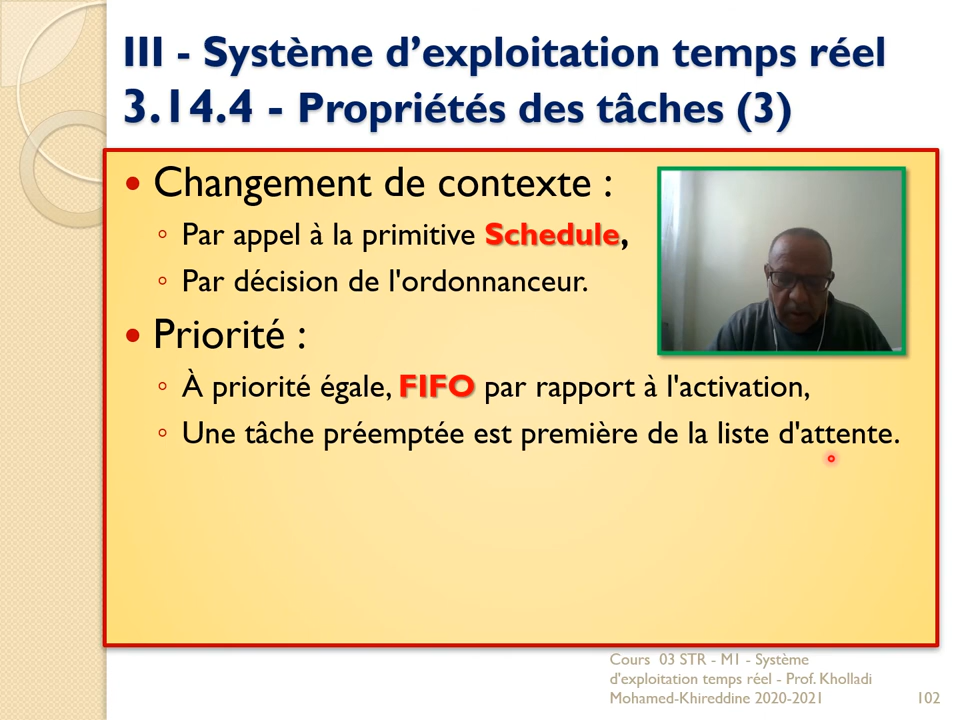 III - Système d’exploitation temps réel
3.14.4 - Propriétés des tâches (3)
• Changement de contexte :
◦ Par appel à la primitive Schedule,
◦ Par décision de l'ordonnanceur.
• Priorité :
◦ À priorité égale, FIFO par rapport à l'activation,
◦ Une tâche préemptée est première de la liste d'attente.
Cours 03 STR - M1 - Système
d'exploitation temps réel - Prof. Kholladi
Mohamed-Khireddine 2020-2021 102